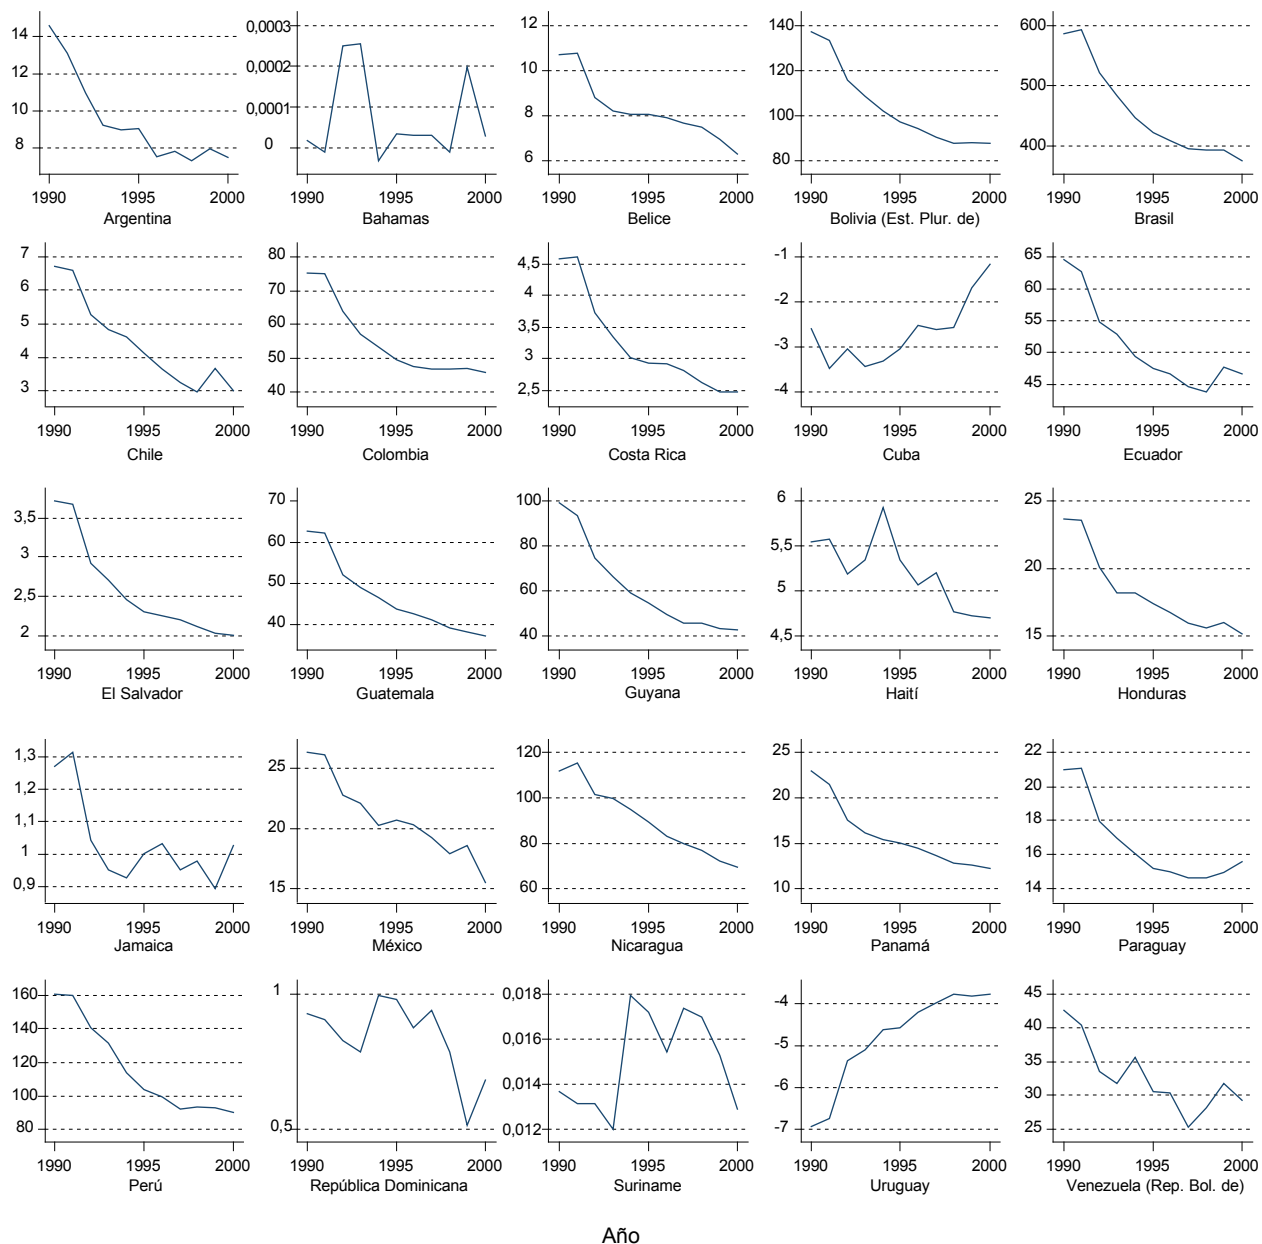 14
12
10
8
1990 1995 2000
Argentina
0,0003
0,0002
0,0001
0
1990 1995 2000
Bahamas
12
10
8
6
1990 1995 2000
Belice
140
120
100
80
1990 1995 2000
Bolivia (Est. Plur. de)
600
500
400
1990 1995 2000
Brasil
7
6
5
4
3
1990 1995 2000
Chile
80
70
60
50
40
1990 1995 2000
Colombia
4,5
4
3,5
3
2,5
1990 1995 2000
Costa Rica
-1
-2
-3
-4
1990 1995 2000
Cuba
65
60
55
50
45
1990 1995 2000
Ecuador
3,5
3
2,5
2
1990 1995 2000
El Salvador
70
60
50
40
1990 1995 2000
Guatemala
100
80
60
40
1990 1995 2000
Guyana
6
5,5
5
4,5
1990 1995 2000
Haití
25
20
15
1990 1995 2000
Honduras
1,3
1,2
1,1
1
0,9
1990 1995 2000
Jamaica
25
20
15
1990 1995 2000
México
120
100
80
60
1990 1995 2000
Nicaragua
25
20
15
10
1990 1995 2000
Panamá
22
20
18
16
14
1990 1995 2000
Paraguay
160
140
120
100
80
1990 1995 2000
Perú
1
0,5
1990 1995 2000
República Dominicana
0,018
0,016
0,014
0,012
1990 1995 2000
Suriname
-4
-5
-6
-7
1990 1995 2000
Uruguay
45
40
35
30
25
1990 1995 2000
Venezuela (Rep. Bol. de)
Año